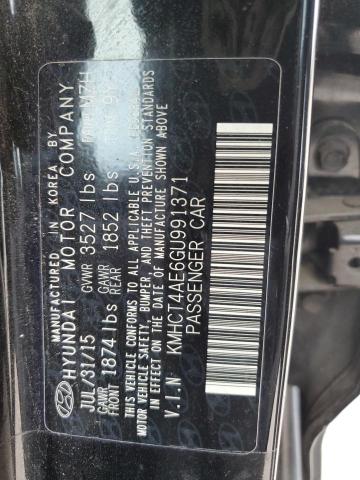 MANUFACTURED IN KOREA BY
HYUNDAI MOTOR COMPANY
JUL/31/15 GVWR 3527 lbs
GAWR FRONT 1874 lbs GAWR REAR 1852 lbs
THIS VEHICLE CONFORMS TO ALL APPLICABLE U.S.A. FEDERAL
MOTOR VEHICLE SAFETY, BUMPER, AND THEFT PREVENTION STANDARDS
IN EFFECT ON THE DATE OF MANUFACTURE SHOWN ABOVE
V.I.N KMHCT4AE6GU991371
PASSENGER CAR